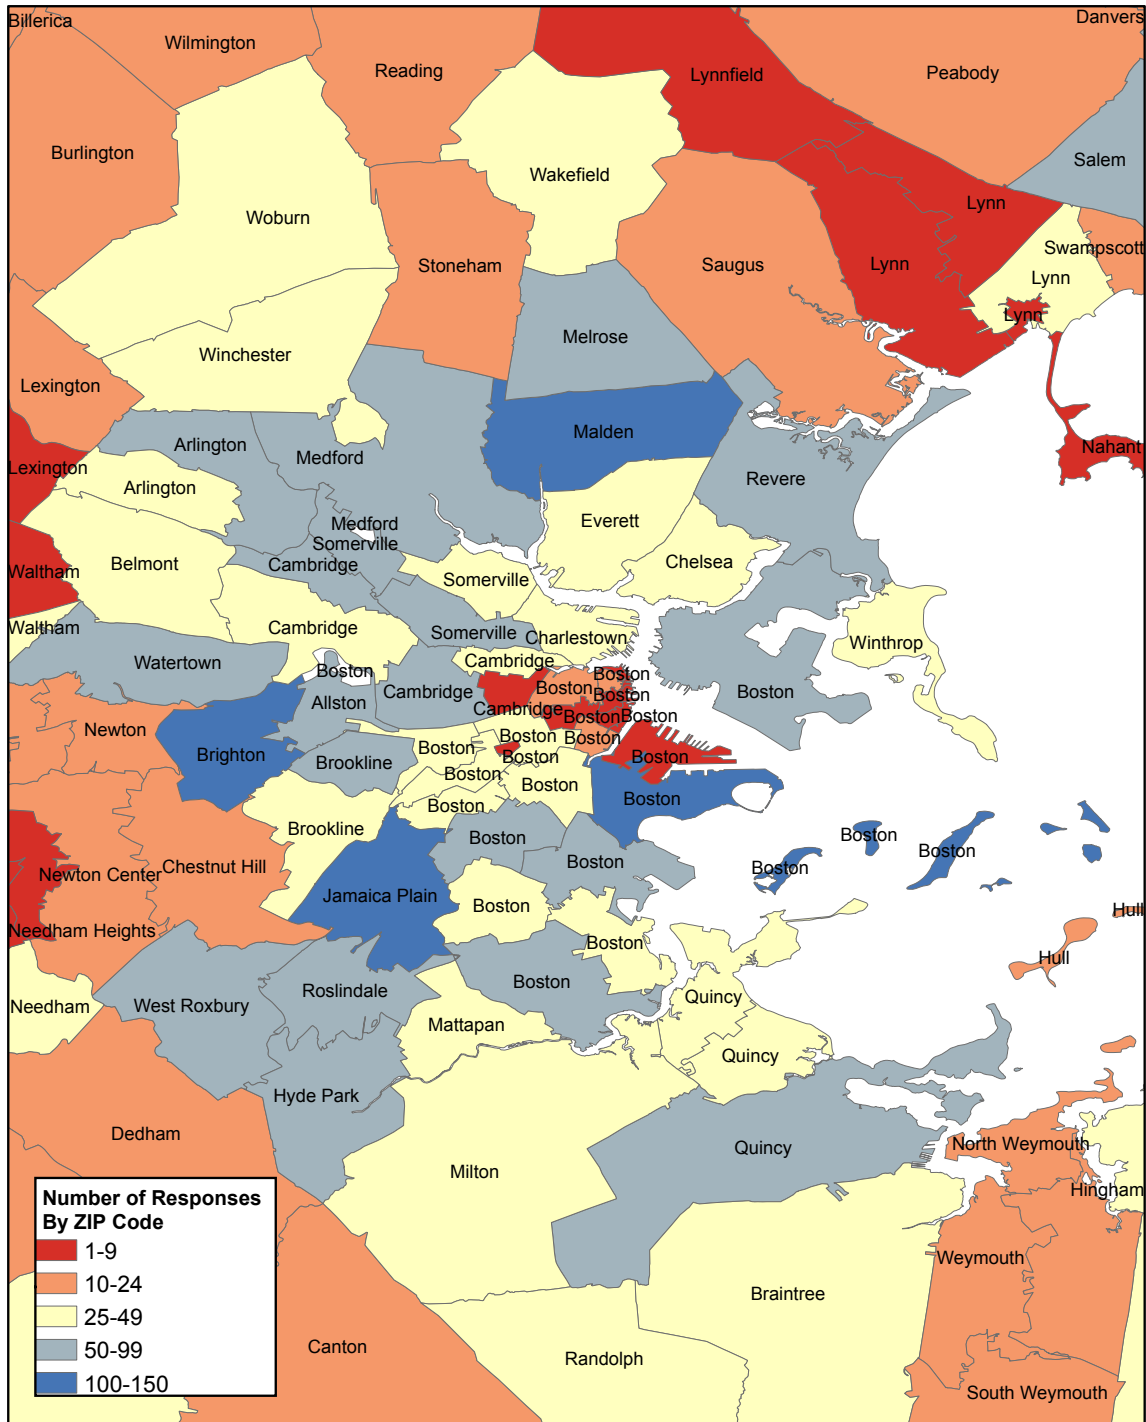 Billerica
Danvers
Wilmington
Reading
Lynnfield
Peabody
Burlington
Salem
Wakefield
Lynn
Woburn
Swampscott
Stoneham
Saugus
Lynn
Lynn
Lynn
Melrose
Winchester
Lexington
Malden
Arlington
Medford
Nahant
Lexington
Revere
Arlington
Everett
Medford
Somerville
Chelsea
Belmont
Cambridge
Waltham
Somerville
Waltham
Cambridge
Somerville
Charlestown
Winthrop
Watertown
Cambridge
Boston
Boston
Boston
Cambridge
Boston
Boston
Allston
Cambridge
Boston
Boston
Newton
Boston
Boston
Boston
Brighton
Brookline
Boston
Boston
Boston
Boston
Boston
Boston
Brookline
Boston
Boston
Boston
Boston
Boston
Boston
Newton Center
Chestnut Hill
Jamaica Plain
Boston
Hull
Needham Heights
Boston
Hull
Boston
Roslindale
Quincy
Needham
West Roxbury
Mattapan
Quincy
Hyde Park
Dedham
Quincy
North Weymouth
Milton
Hingham
Number of Responses
By ZIP Code
1-9
10-24
25-49
50-99
100-150
Weymouth
Braintree
Canton
Randolph
South Weymouth